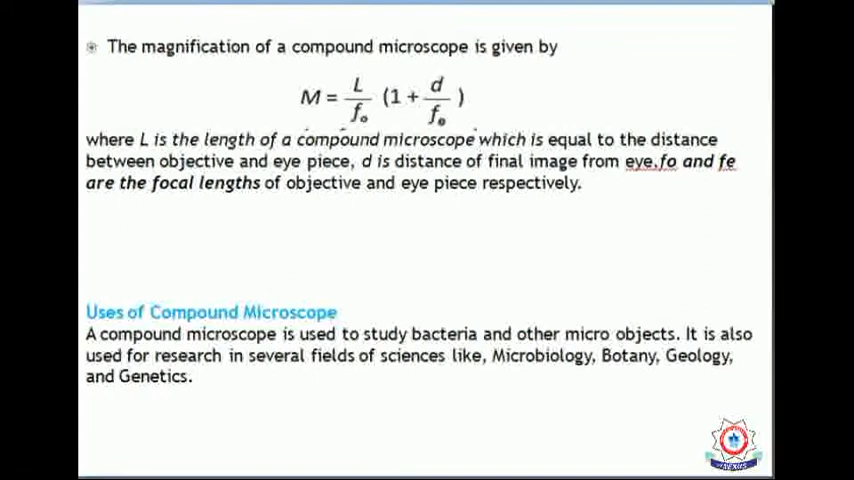 The magnification of a compound microscope is given by
M = L/fo (1 + d/fo)
where L is the length of a compound microscope which is equal to the distance
between objective and eye piece, d is distance of final image from eye.fo and fe
are the focal lengths of objective and eye piece respectively.
Uses of Compound Microscope
A compound microscope is used to study bacteria and other micro objects. It is also
used for research in several fields of sciences like, Microbiology, Botany, Geology,
and Genetics.
NEXUS